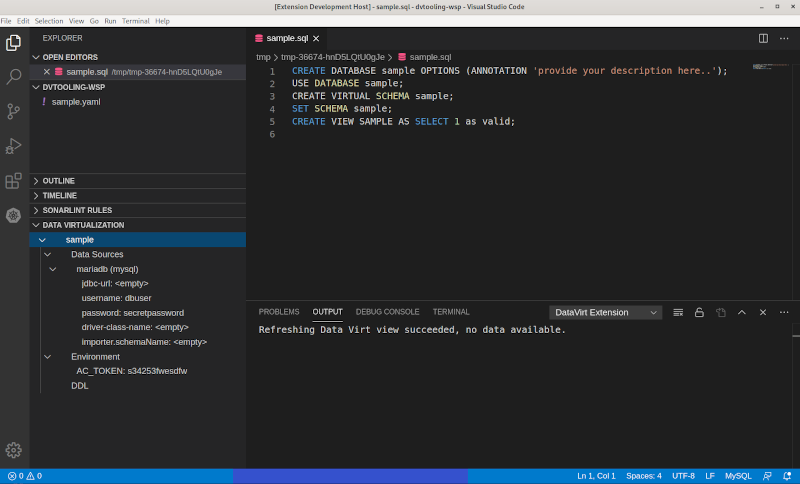 [Extension Development Host] - sample.sql - dvtooling-wsp - Visual Studio Code
File Edit Selection View Go Run Terminal Help
EXPLORER
OPEN EDITORS
sample.sql /tmp/tmp-36674-hnD5LQtU0gJe
DVTOOLING-WSP
! sample.yaml
OUTLINE
TIMELINE
SONARLINT RULES
DATA VIRTUALIZATION
sample
Data Sources
mariadb (mysql)
jdbc-url: <empty>
username: dbuser
password: secretpassword
driver-class-name: <empty>
importer.schemaName: <empty>
Environment
AC_TOKEN: s34253fwesdfw
DDL
sample.sql
tmp > tmp-36674-hnD5LQtU0gJe > sample.sql
1 CREATE DATABASE sample OPTIONS (ANNOTATION 'provide your description here..');
2 USE DATABASE sample;
3 CREATE VIRTUAL SCHEMA sample;
4 SET SCHEMA sample;
5 CREATE VIEW SAMPLE AS SELECT 1 as valid;
6
PROBLEMS OUTPUT DEBUG CONSOLE TERMINAL DataVirt Extension
Refreshing Data Virt view succeeded, no data available.
0 0 Ln 1, Col 1 Spaces: 4 UTF-8 LF MySQL